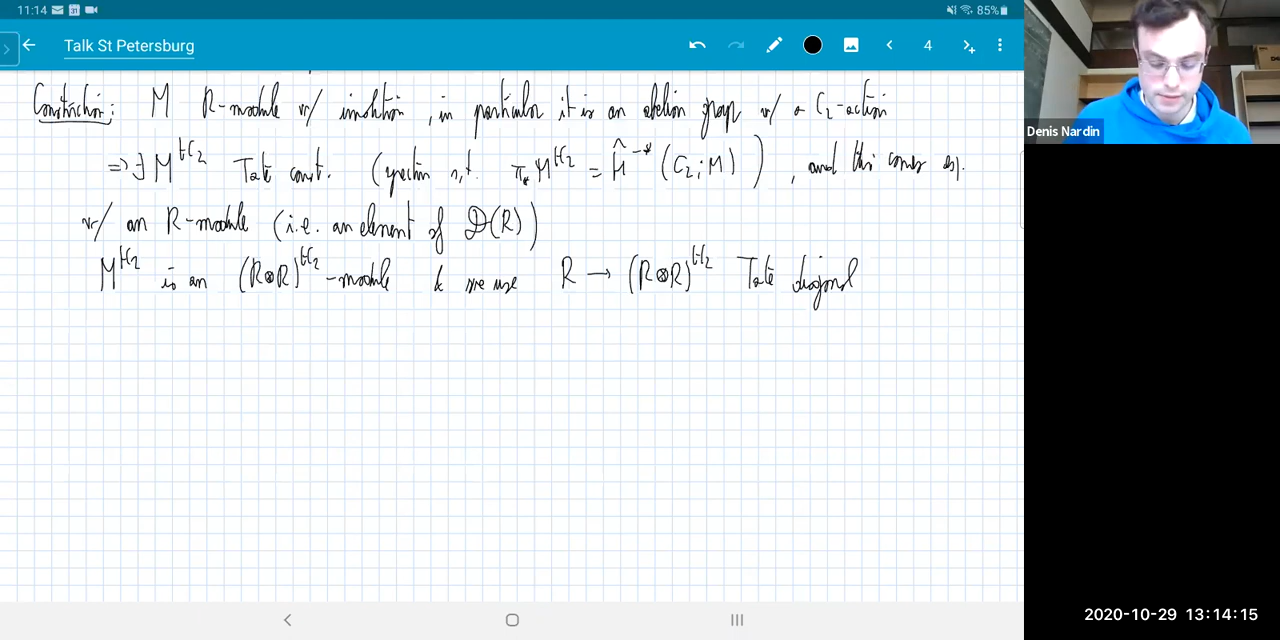 11:14 85%
Talk St Petersburg 4
Construction: M R-module w/ involution, in particular it is an abelian group w/ a C₂-action
⇒ ∃ M^{tC₂} Tate const. (spectrum s.t. π_* M^{tC₂} = Ĥ^{-*}(C₂; M)), and this comes
w/ an R-module (i.e. an element of 𝒟(R))
M^{tC₂} is an (R⊗R)^{tC₂}-module & we use R → (R⊗R)^{tC₂} Tate diagonal
Denis Nardin
2020-10-29 13:14:15